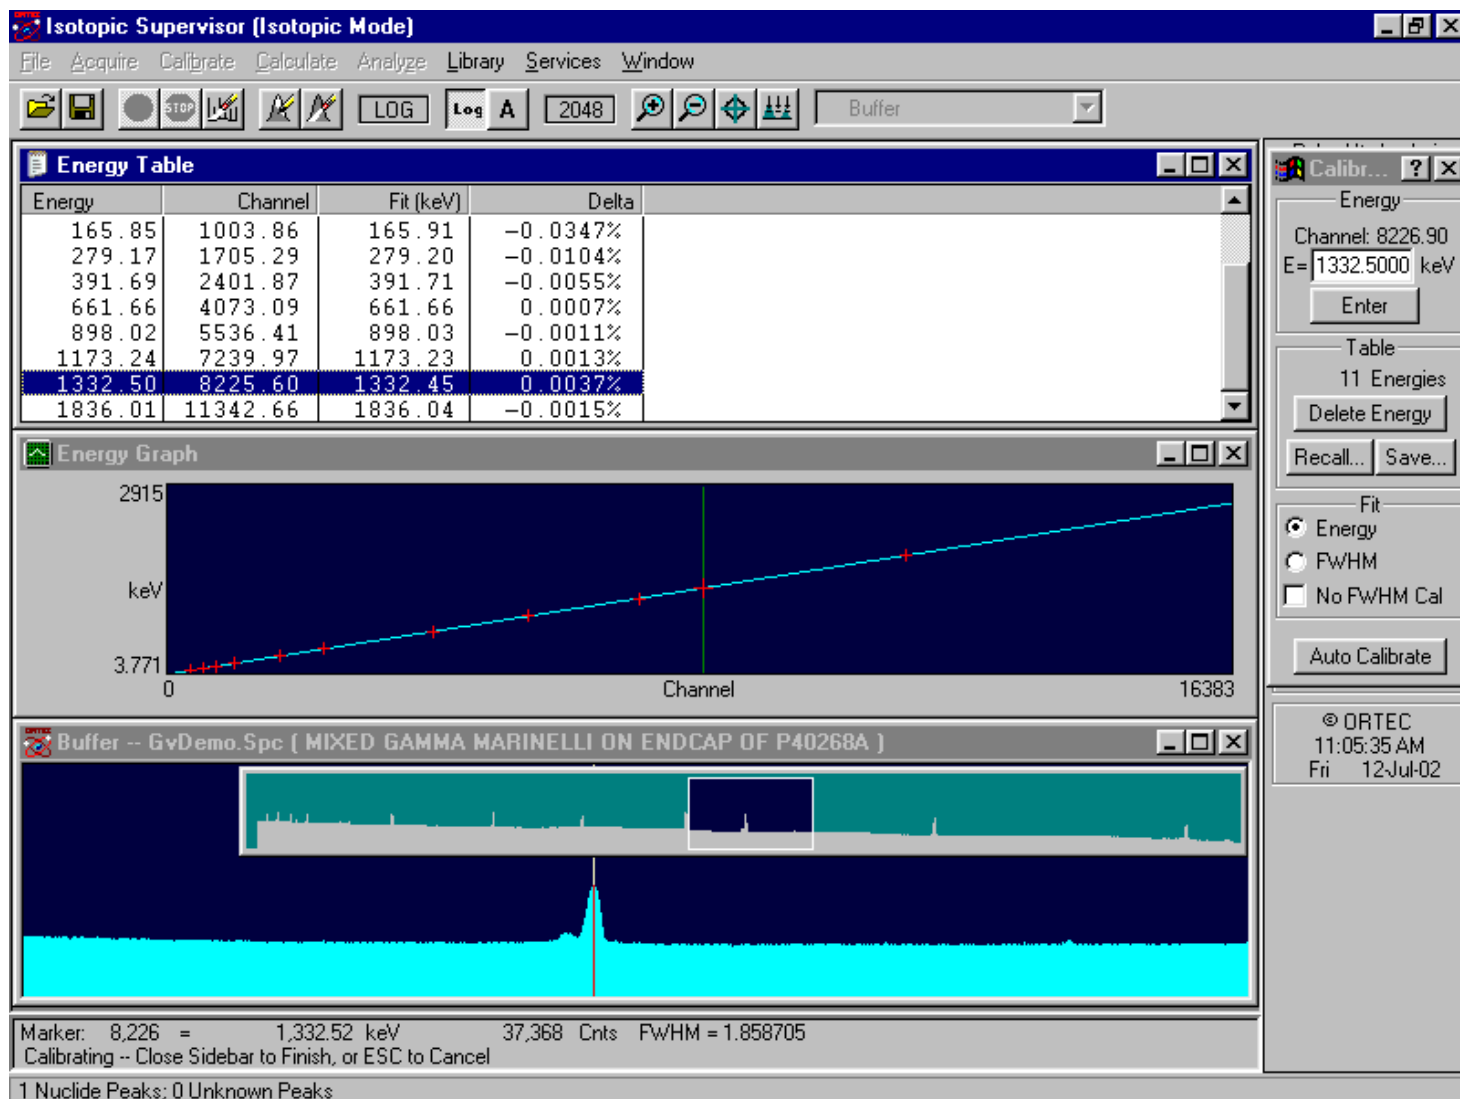 Isotopic Supervisor (Isotopic Mode)
File Acquire Calibrate Calculate Analyze Library Services Window
STOP LOG Log A 2048 Buffer
Energy Table
Energy Channel Fit (keV) Delta
165.85 1003.86 165.91 -0.0347%
279.17 1705.29 279.20 -0.0104%
391.69 2401.87 391.71 -0.0055%
661.66 4073.09 661.66 0.0007%
898.02 5536.41 898.03 -0.0011%
1173.24 7239.97 1173.23 0.0013%
1332.50 8225.60 1332.45 0.0037%
1836.01 11342.66 1836.04 -0.0015%
Energy Graph
2915
keV
3.771
0 Channel 16383
ORTEC
Buffer -- GvDemo.Spc ( MIXED GAMMA MARINELLI ON ENDCAP OF P40268A )
Marker: 8,226 = 1,332.52 keV 37,368 Cnts FWHM = 1.858705
Calibrating -- Close Sidebar to Finish, or ESC to Cancel
1 Nuclide Peaks; 0 Unknown Peaks
Calibr... ?
Energy
Channel: 8226.90
E= 1332.5000 keV
Enter
Table
11 Energies
Delete Energy
Recall... Save...
Fit
Energy
FWHM
No FWHM Cal
Auto Calibrate
© ORTEC
11:05:35 AM
Fri 12-Jul-02